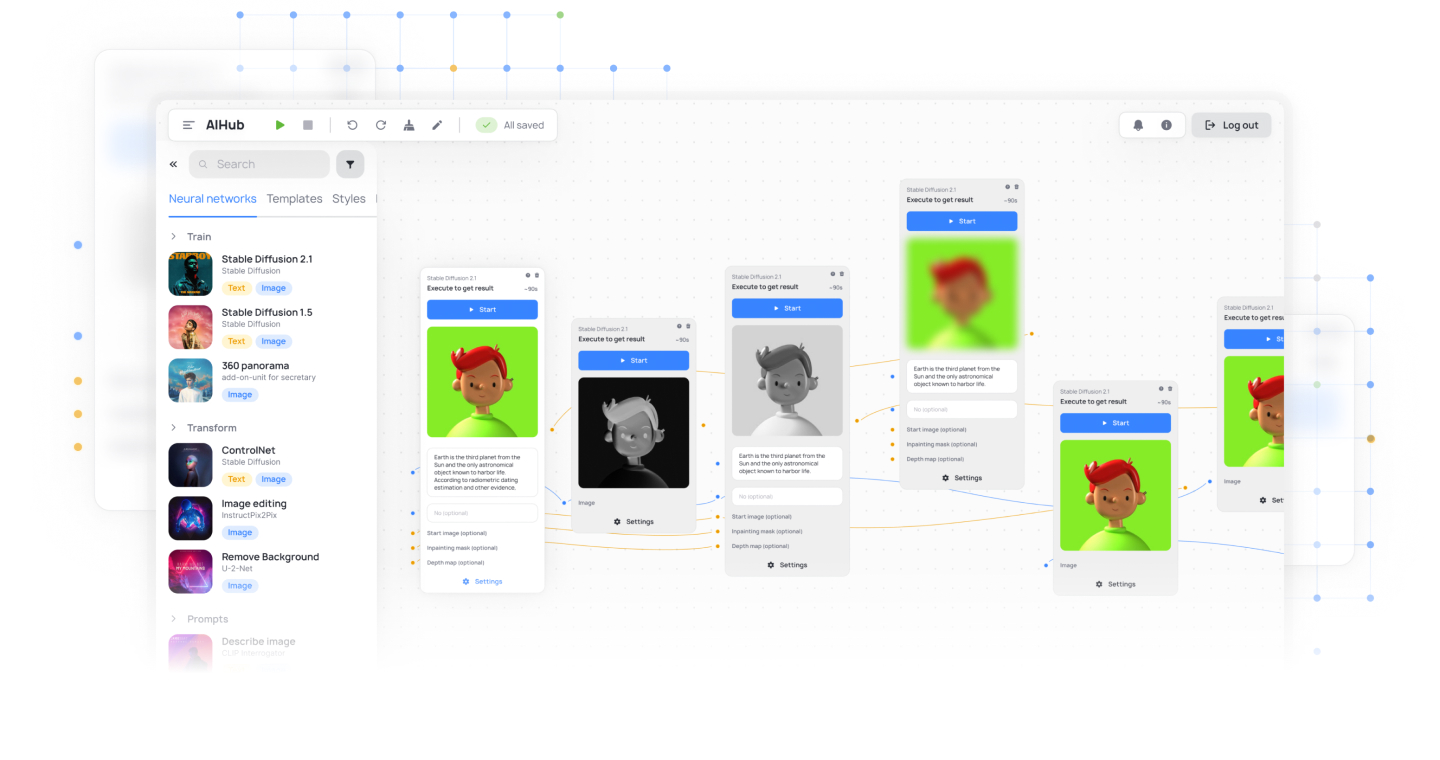 AIHub
All saved
Log out
Search
Neural networks
Templates
Styles
Train
Stable Diffusion 2.1
Stable Diffusion
Text
Image
Stable Diffusion 1.5
Stable Diffusion
Text
Image
360 panorama
add-on-unit for secretary
Image
Transform
ControlNet
Stable Diffusion
Text
Image
Image editing
InstructPix2Pix
Image
Remove Background
U-2-Net
Image
Prompts
Describe image
CLIP Interrogator
Stable Diffusion 2.1
Execute to get result
~90s
Start
Earth is the third planet from the
Sun and the only astronomical
object known to harbor life.
According to radiometric dating
estimation and other evidence.
No (optional)
Start image (optional)
Inpainting mask (optional)
Depth map (optional)
Settings
Stable Diffusion 2.1
Execute to get result
~90s
Start
Image
Settings
Stable Diffusion 2.1
Execute to get result
~90s
Start
Earth is the third planet from the
Sun and the only astronomical
object known to harbor life.
No (optional)
Start image (optional)
Inpainting mask (optional)
Depth map (optional)
Settings
Stable Diffusion 2.1
Execute to get result
~90s
Start
Earth is the third planet from the
Sun and the only astronomical
object known to harbor life.
No (optional)
Start image (optional)
Inpainting mask (optional)
Depth map (optional)
Settings
Stable Diffusion 2.1
Execute to get result
~90s
Start
Image
Settings
Stable Diffusion 2.1
Execute to get resu
St
Image
Set